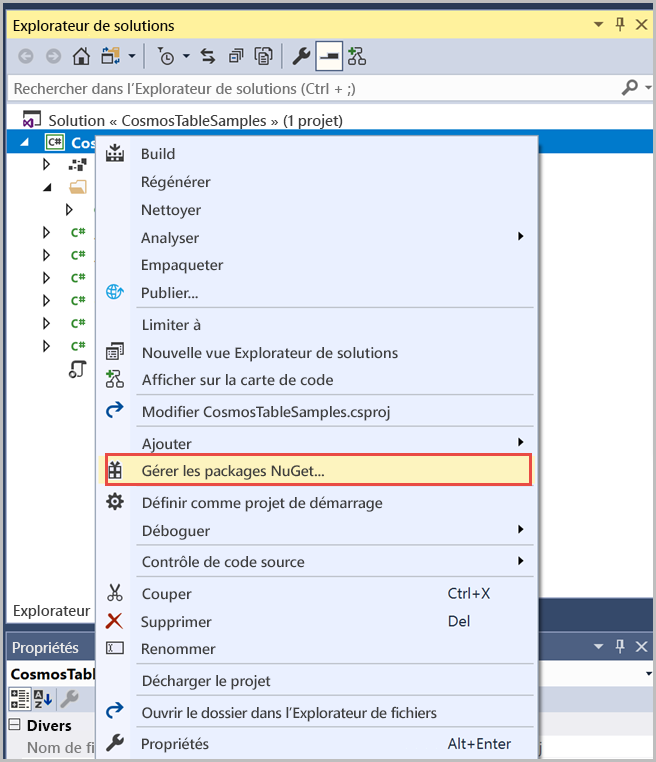 Explorateur de solutions
Rechercher dans l'Explorateur de solutions (Ctrl + ;)
Solution « CosmosTableSamples » (1 projet)
C# Cos
Build
Régénérer
Nettoyer
Analyser
C#
Empaqueter
C#
C#
Publier...
C#
Limiter à
C#
Nouvelle vue Explorateur de solutions
C#
Afficher sur la carte de code
Modifier CosmosTableSamples.csproj
Ajouter
Gérer les packages NuGet...
Définir comme projet de démarrage
Déboguer
Contrôle de code source
Couper Ctrl+X
Explorateur
Supprimer Del
Propriétés
Renommer
CosmosTabl
Décharger le projet
Ouvrir le dossier dans l'Explorateur de fichiers
Divers
Propriétés Alt+Enter
Nom de fi